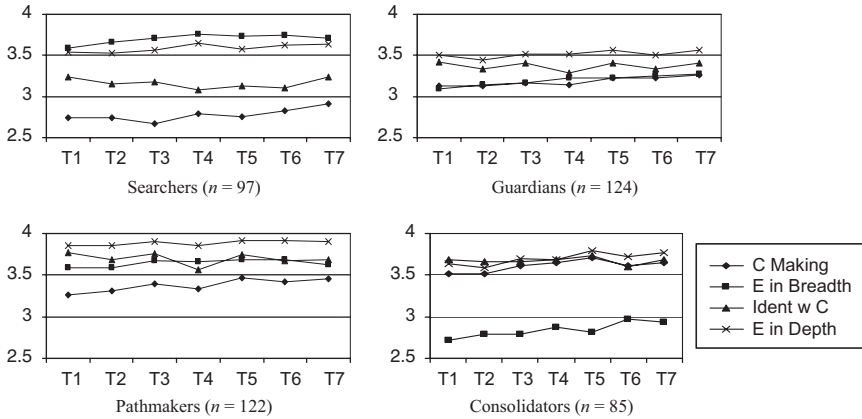 4
3.5
3
2.5
T1 T2 T3 T4 T5 T6 T7
Searchers (n = 97)
4
3.5
3
2.5
T1 T2 T3 T4 T5 T6 T7
Guardians (n = 124)
4
3.5
3
2.5
T1 T2 T3 T4 T5 T6 T7
Pathmakers (n = 122)
4
3.5
3
2.5
T1 T2 T3 T4 T5 T6 T7
Consolidators (n = 85)
C Making
E in Breadth
Ident w C
E in Depth